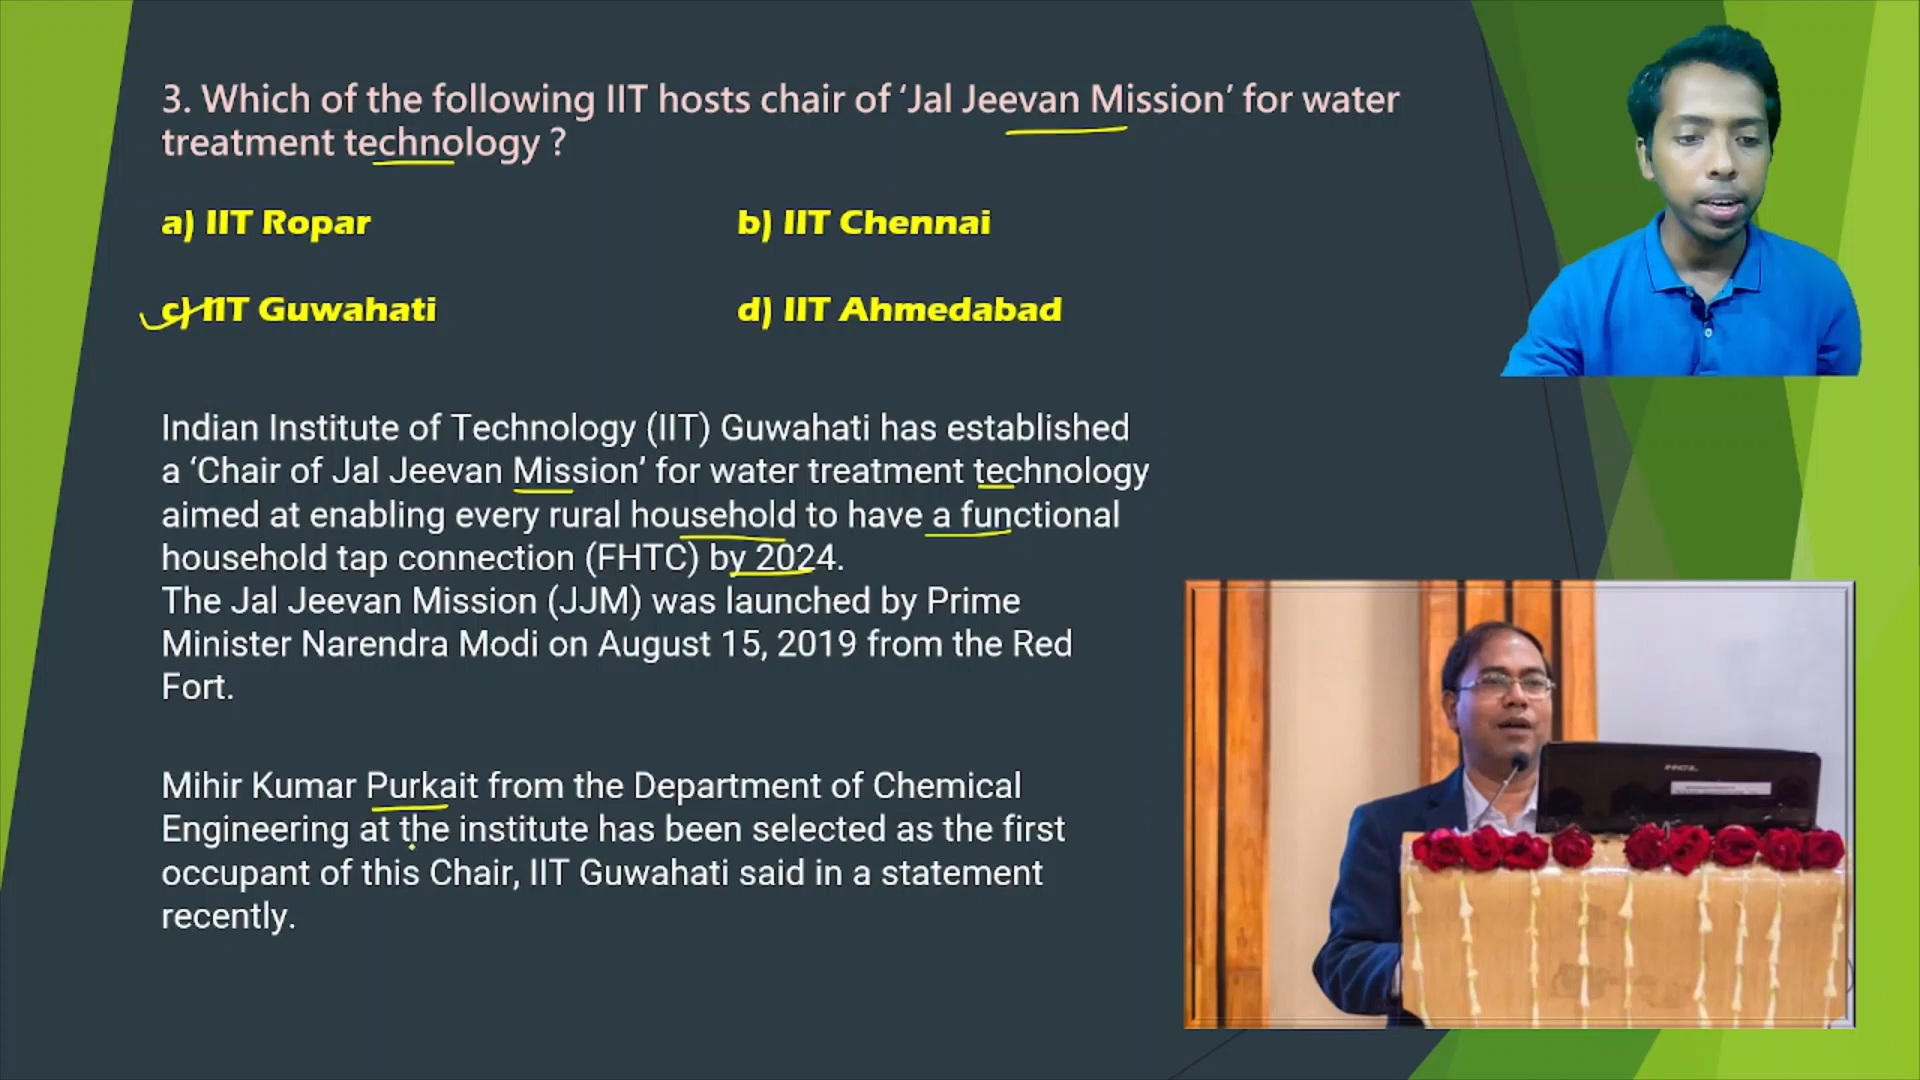 3. Which of the following IIT hosts chair of ‘Jal Jeevan Mission’ for water
treatment technology ?
a) IIT Ropar
b) IIT Chennai
c) IIT Guwahati
d) IIT Ahmedabad
Indian Institute of Technology (IIT) Guwahati has established
a ‘Chair of Jal Jeevan Mission’ for water treatment technology
aimed at enabling every rural household to have a functional
household tap connection (FHTC) by 2024.
The Jal Jeevan Mission (JJM) was launched by Prime
Minister Narendra Modi on August 15, 2019 from the Red
Fort.
Mihir Kumar Purkait from the Department of Chemical
Engineering at the institute has been selected as the first
occupant of this Chair, IIT Guwahati said in a statement
recently.
HCL